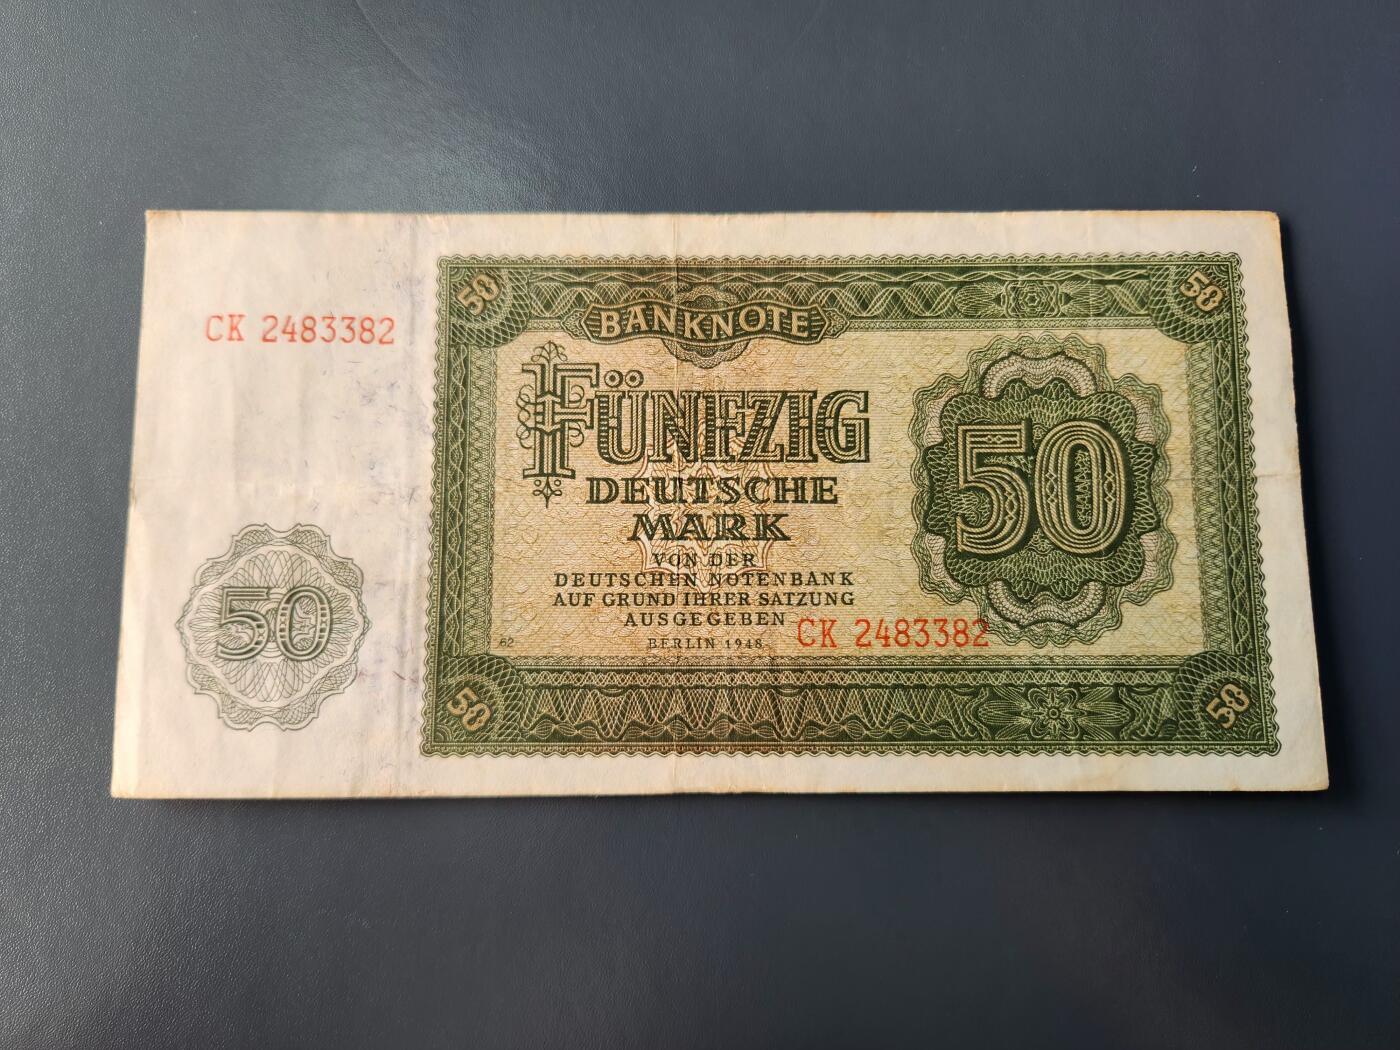 50
50
BANKNOTE
CK 2483382
FÜNFZIG
DEUTSCHE
MARK
50
VON DER
DEUTSCHEN NOTENBANK
AUF GRUND IHRER SATZUNG
AUSGEGEBEN
BERLIN 1948
CK 2483382
62
50
50
50